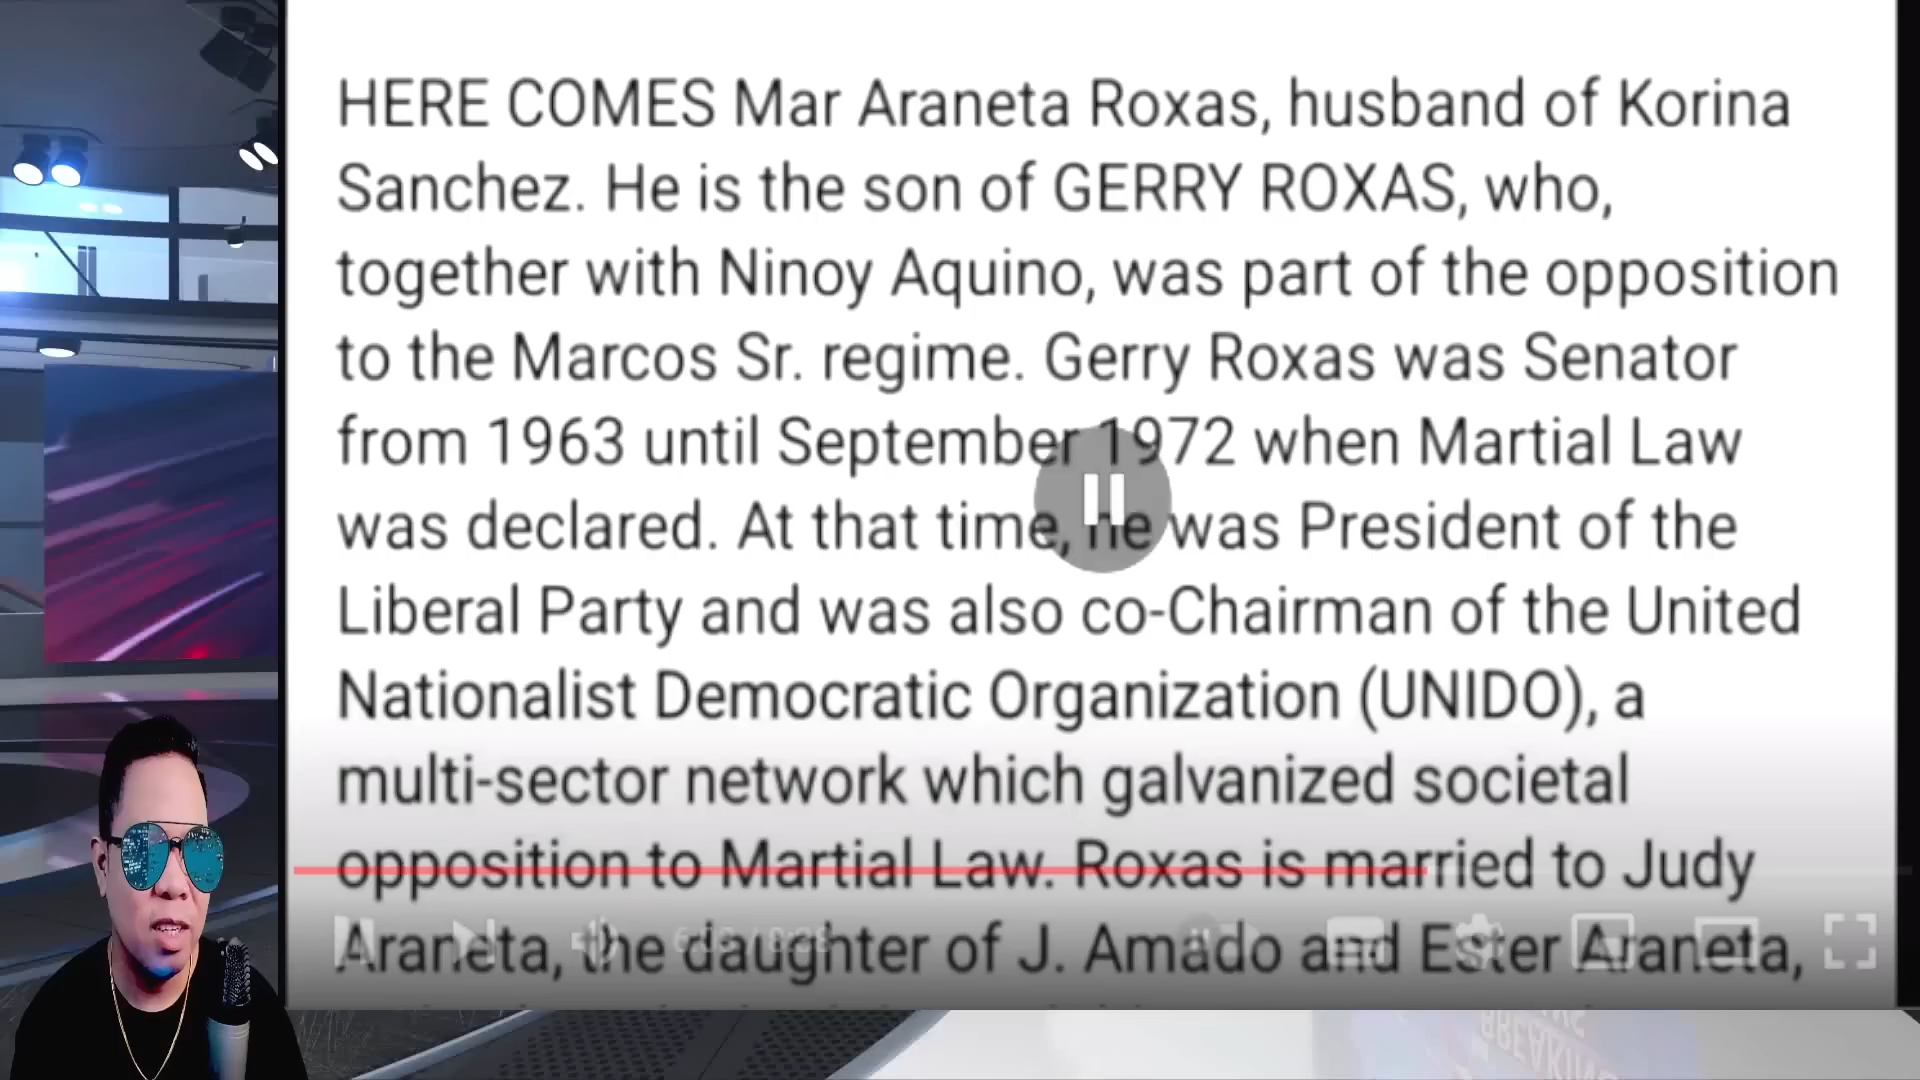 HERE COMES Mar Araneta Roxas, husband of Korina
Sanchez. He is the son of GERRY ROXAS, who,
together with Ninoy Aquino, was part of the opposition
to the Marcos Sr. regime. Gerry Roxas was Senator
from 1963 until September 1972 when Martial Law
was declared. At that time, he was President of the
Liberal Party and was also co-Chairman of the United
Nationalist Democratic Organization (UNIDO), a
multi-sector network which galvanized societal
opposition to Martial Law. Roxas is married to Judy
Araneta, the daughter of J. Amado and Ester Araneta,
BREAKING